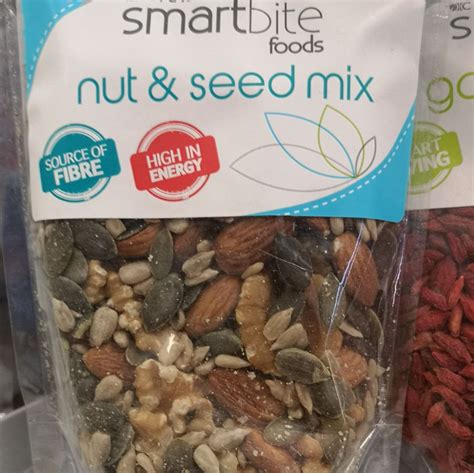 smartbite
foods
nut & seed mix
SOURCE OF
FIBRE
HIGH IN
ENERGY